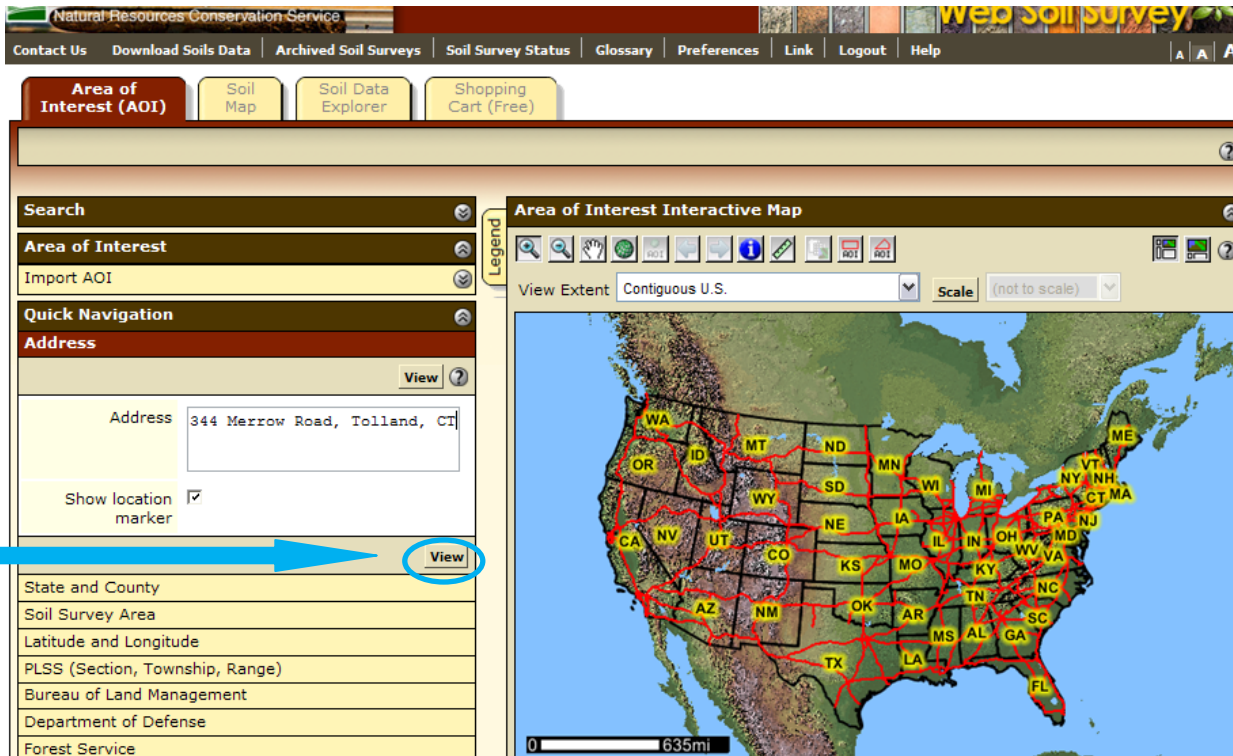 Natural Resources Conservation Service
Web Soil Survey
Contact Us Download Soils Data Archived Soil Surveys Soil Survey Status Glossary Preferences Link Logout Help A A A
Area of Interest (AOI)
Soil Map
Soil Data Explorer
Shopping Cart (Free)
Search
Area of Interest
Import AOI
Quick Navigation
Address
View
Address 344 Merrow Road, Tolland, CT
Show location marker
View
State and County
Soil Survey Area
Latitude and Longitude
PLSS (Section, Township, Range)
Bureau of Land Management
Department of Defense
Forest Service
Legend
Area of Interest Interactive Map
AOI AOI AOI
View Extent Contiguous U.S. Scale (not to scale)
WA
MT
ND
MN
ME
OR
ID
SD
WI
MI
NY
VT
NH
WY
CT
MA
NE
IA
PA
NJ
CA
NV
UT
CO
IL
IN
OH
WV
MD
VA
KS
MO
KY
NC
AZ
NM
OK
AR
TN
SC
MS
AL
GA
TX
LA
FL
0 635mi